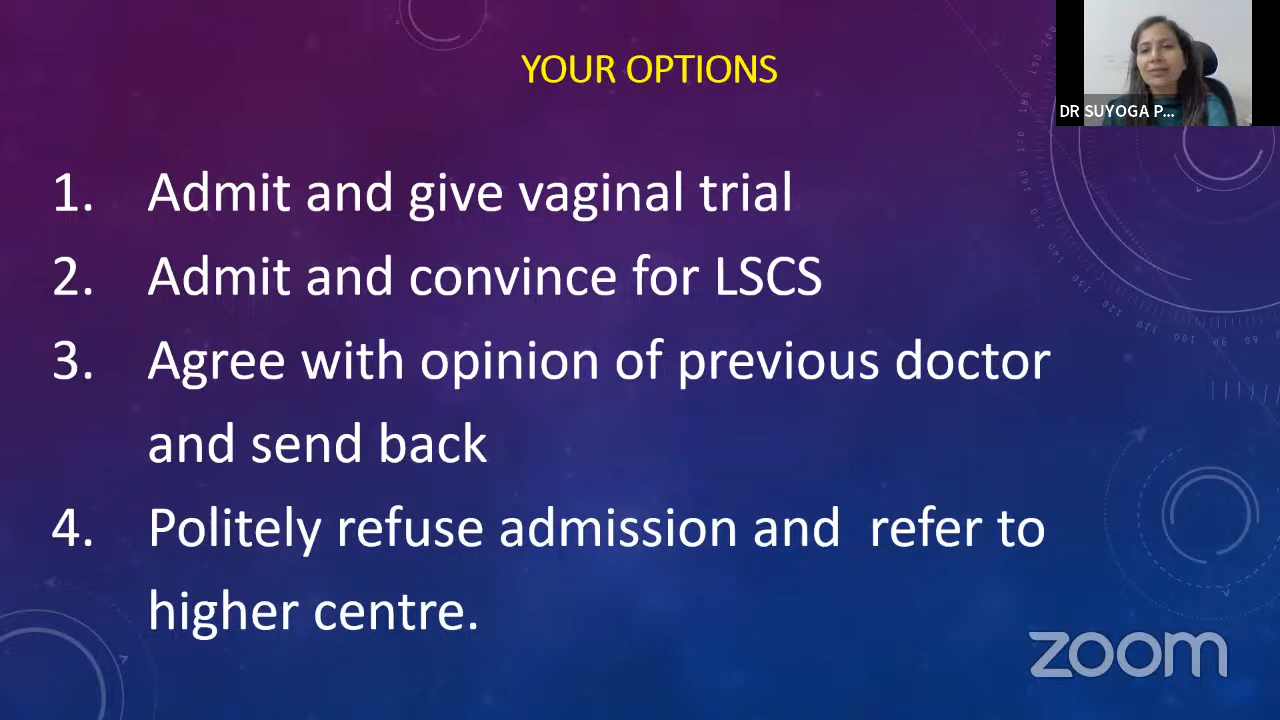 YOUR OPTIONS
DR SUYOGA P...
1. Admit and give vaginal trial
2. Admit and convince for LSCS
3. Agree with opinion of previous doctor
and send back
4. Politely refuse admission and refer to
higher centre.
zoom